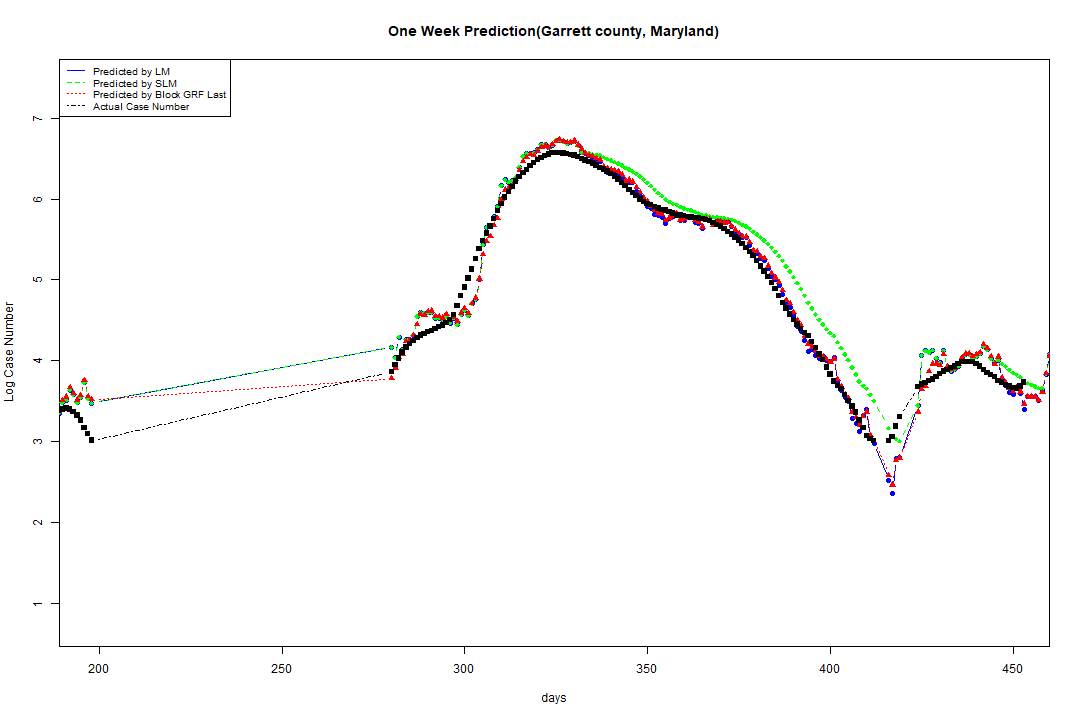 One Week Prediction(Garrett county, Maryland)
Predicted by LM
Predicted by SLM
Predicted by Block GRF Last
Actual Case Number
7
6
5
4
3
2
1
Log Case Number
200 250 300 350 400 450
days